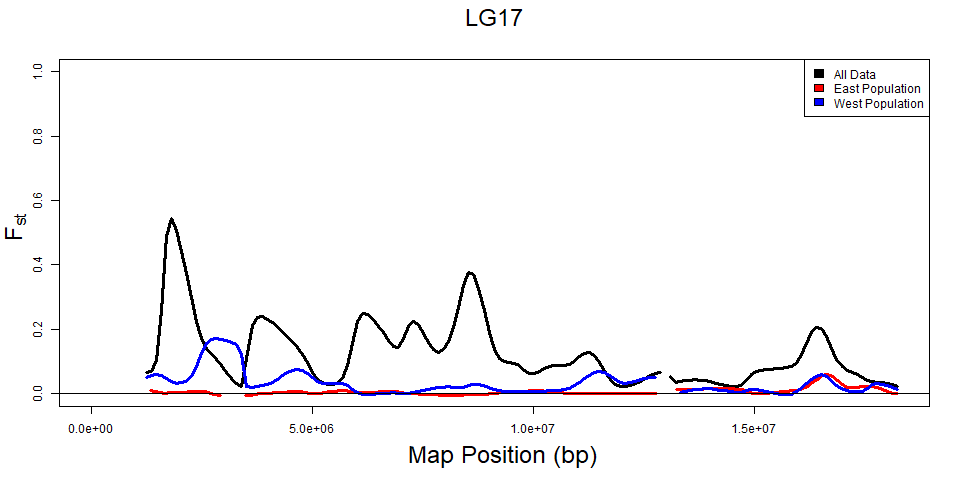 LG17
All Data
East Population
West Population
1.0
0.8
0.6
0.4
0.2
0.0
Fst
0.0e+00 5.0e+06 1.0e+07 1.5e+07
Map Position (bp)